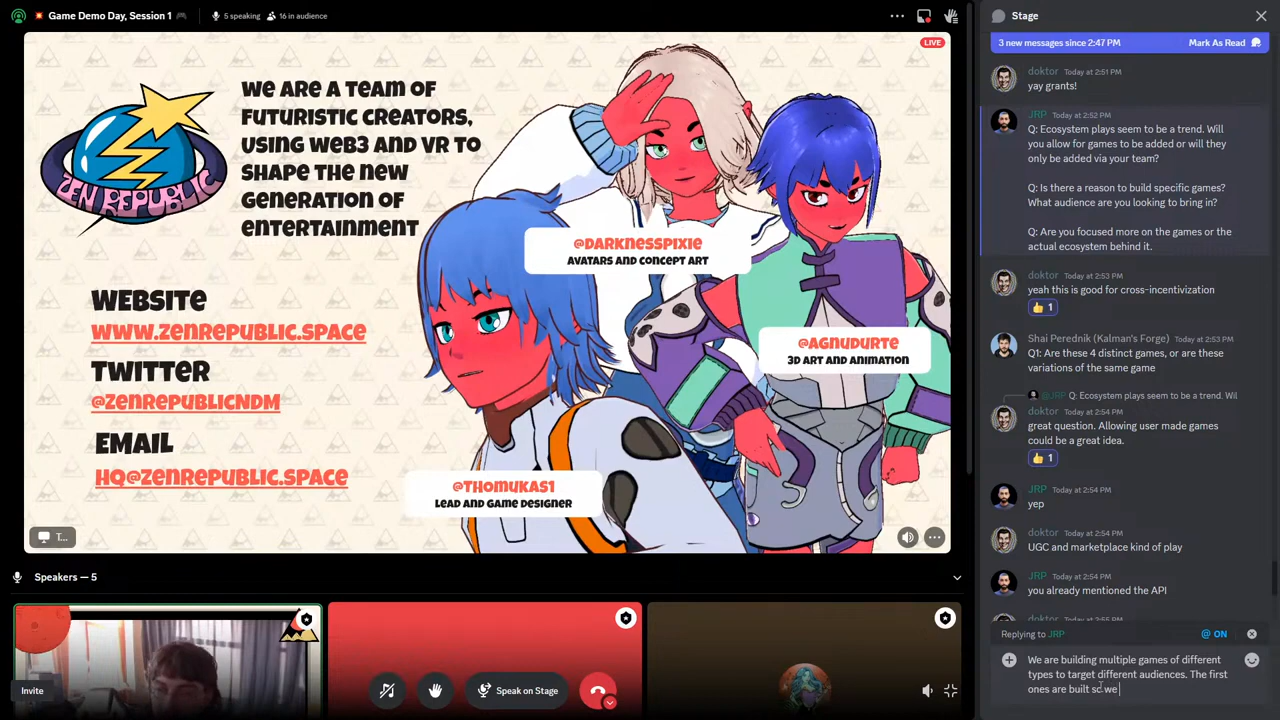 Game Demo Day, Session 1
5 speaking
16 in audience
LIVE
ZEN REPUBLIC
WE ARE A TEAM OF
FUTURISTIC CREATORS,
USING WEB3 AND VR TO
SHAPE THE NEW
GENERATION OF
ENTERTAINMENT
WEBSITE
WWW.ZENREPUBLIC.SPACE
TWITTER
@ZENREPUBLICNDM
EMAIL
HQ@ZENREPUBLIC.SPACE
@DARKNESSPIXIE
AVATARS AND CONCEPT ART
@AGNUDURTE
3D ART AND ANIMATION
@THOMUKAS1
LEAD AND GAME DESIGNER
T...
Speakers — 5
Invite
Speak on Stage
Stage
3 new messages since 2:47 PM
Mark As Read
doktor Today at 2:51 PM
yay grants!
JRP Today at 2:52 PM
Q: Ecosystem plays seem to be a trend. Will
you allow for games to be added or will they
only be added via your team?
Q: Is there a reason to build specific games?
What audience are you looking to bring in?
Q: Are you focused more on the games or the
actual ecosystem behind it.
doktor Today at 2:53 PM
yeah this is good for cross-incentivization
1
Shai Perednik (Kalman's Forge) Today at 2:53 PM
Q1: Are these 4 distinct games, or are these
variations of the same game
@JRP Q: Ecosystem plays seem to be a trend. Wil
doktor Today at 2:54 PM
great question. Allowing user made games
could be a great idea.
1
JRP Today at 2:54 PM
yep
doktor Today at 2:54 PM
UGC and marketplace kind of play
JRP Today at 2:54 PM
you already mentioned the API
doktor Today at 2:55 PM
Replying to JRP
@ ON
We are building multiple games of different
types to target different audiences. The first
ones are built so we